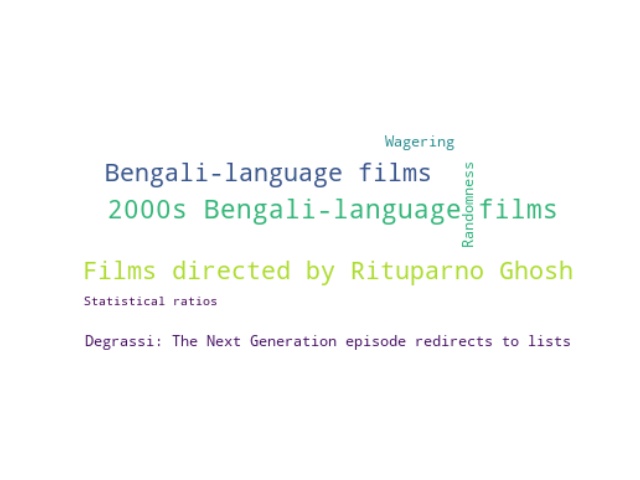 Wagering
Bengali-language films
Randomness
2000s Bengali-language films
Films directed by Rituparno Ghosh
Statistical ratios
Degrassi: The Next Generation episode redirects to lists